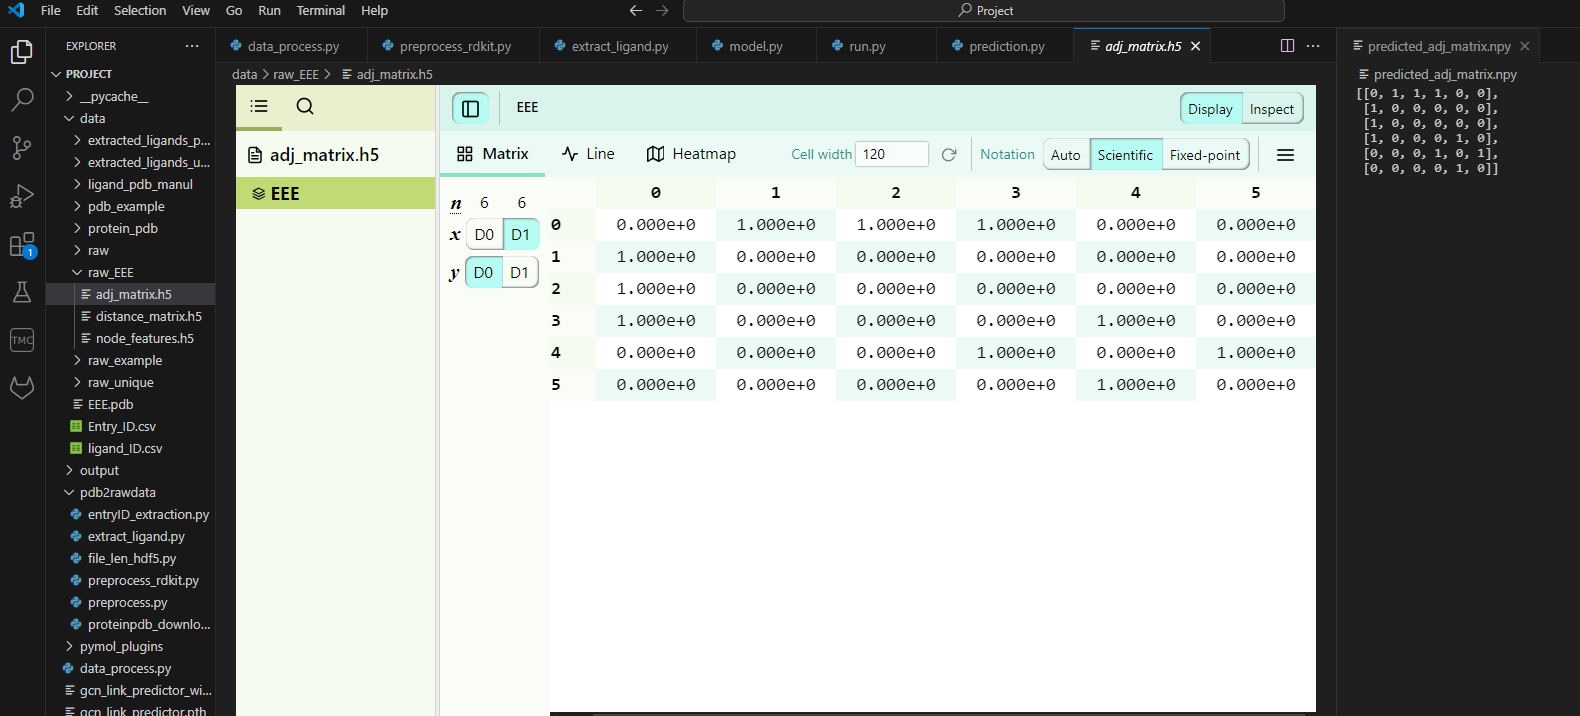 File Edit Selection View Go Run Terminal Help
Project
EXPLORER
PROJECT
__pycache__
data
extracted_ligands_p...
extracted_ligands_u...
ligand_pdb_manul
pdb_example
protein_pdb
raw
raw_EEE
adj_matrix.h5
distance_matrix.h5
node_features.h5
raw_example
raw_unique
EEE.pdb
Entry_ID.csv
ligand_ID.csv
output
pdb2rawdata
entryID_extraction.py
extract_ligand.py
file_len_hdf5.py
preprocess_rdkit.py
preprocess.py
proteinpdb_downlo...
pymol_plugins
data_process.py
gcn_link_predictor_wi...
gcn_link_predictor.pth
1
TMC
data_process.py preprocess_rdkit.py extract_ligand.py model.py run.py prediction.py adj_matrix.h5
data > raw_EEE > adj_matrix.h5
adj_matrix.h5
EEE
EEE
Display Inspect
Matrix Line Heatmap Cell width 120 Notation Auto Scientific Fixed-point
n 6 6
x D0 D1
y D0 D1
0 1 2 3 4 5
0 0.000e+0 1.000e+0 1.000e+0 1.000e+0 0.000e+0 0.000e+0
1 1.000e+0 0.000e+0 0.000e+0 0.000e+0 0.000e+0 0.000e+0
2 1.000e+0 0.000e+0 0.000e+0 0.000e+0 0.000e+0 0.000e+0
3 1.000e+0 0.000e+0 0.000e+0 0.000e+0 1.000e+0 0.000e+0
4 0.000e+0 0.000e+0 0.000e+0 1.000e+0 0.000e+0 1.000e+0
5 0.000e+0 0.000e+0 0.000e+0 0.000e+0 1.000e+0 0.000e+0
predicted_adj_matrix.npy
predicted_adj_matrix.npy
[[0, 1, 1, 1, 0, 0],
[1, 0, 0, 0, 0, 0],
[1, 0, 0, 0, 0, 0],
[1, 0, 0, 0, 1, 0],
[0, 0, 0, 1, 0, 1],
[0, 0, 0, 0, 1, 0]]